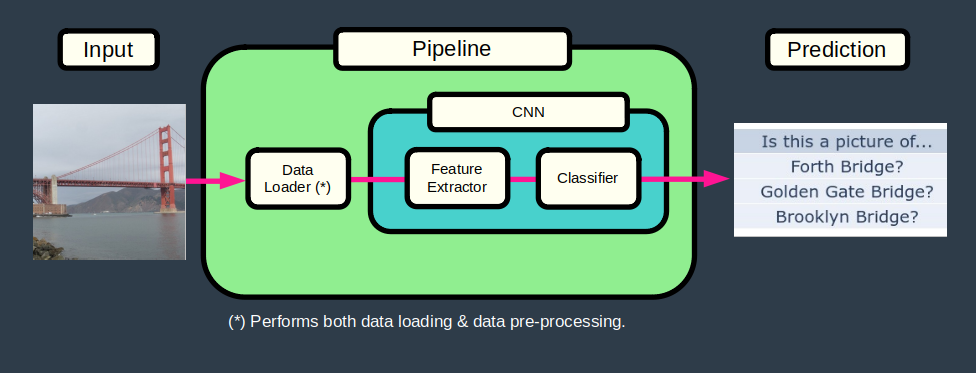 Input
Pipeline
Prediction
CNN
Data
Loader (*)
Feature
Extractor
Classifier
Is this a picture of...
Forth Bridge?
Golden Gate Bridge?
Brooklyn Bridge?
(*) Performs both data loading & data pre-processing.